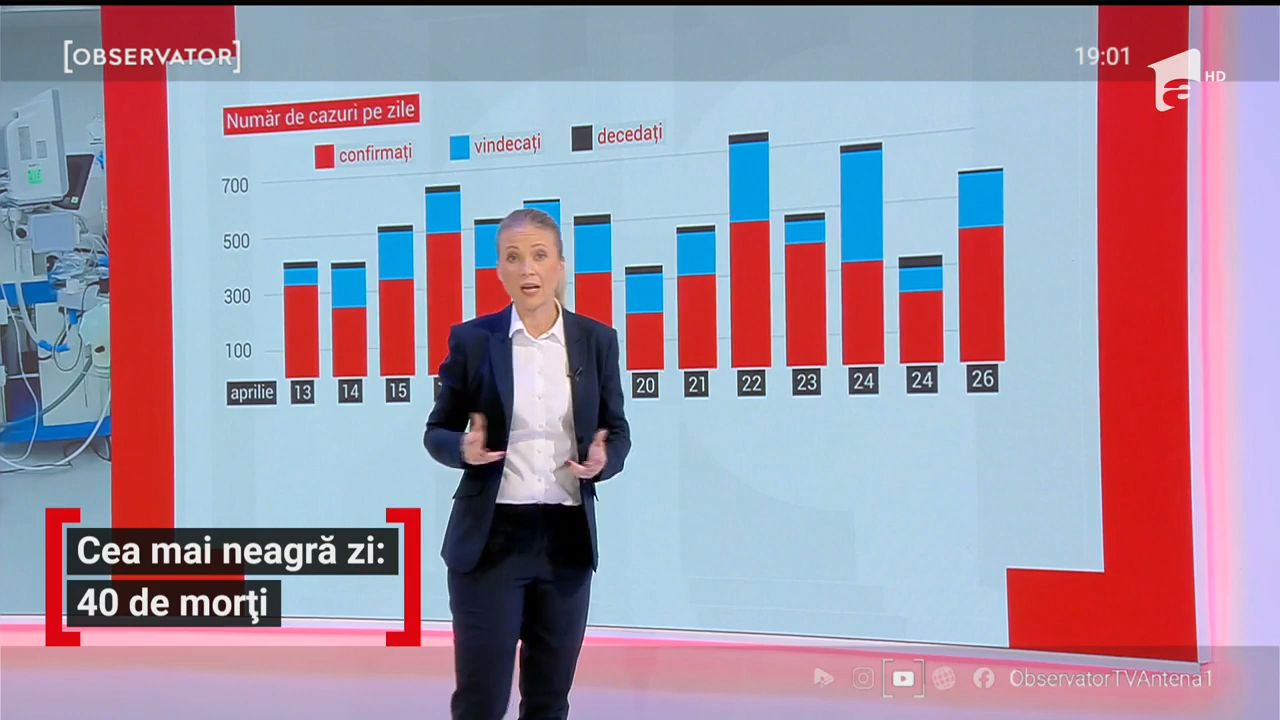 [OBSERVATOR]
19:01
HD
Număr de cazuri pe zile
confirmați
vindecați
decedați
700
500
300
100
aprilie 13 14 15 20 21 22 23 24 24 26
Cea mai neagră zi:
40 de morţi
ObservatorTVAntena1